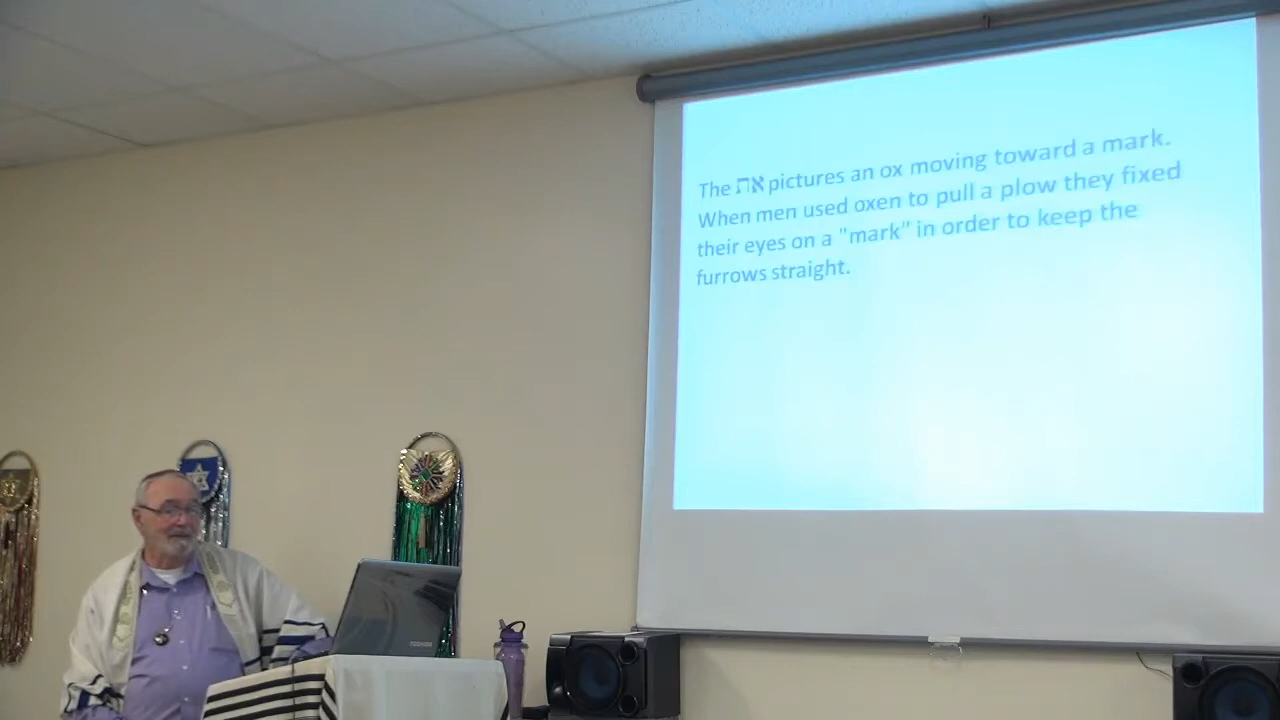 The את pictures an ox moving toward a mark.
When men used oxen to pull a plow they fixed
their eyes on a "mark" in order to keep the
furrows straight.
TOSHIBA